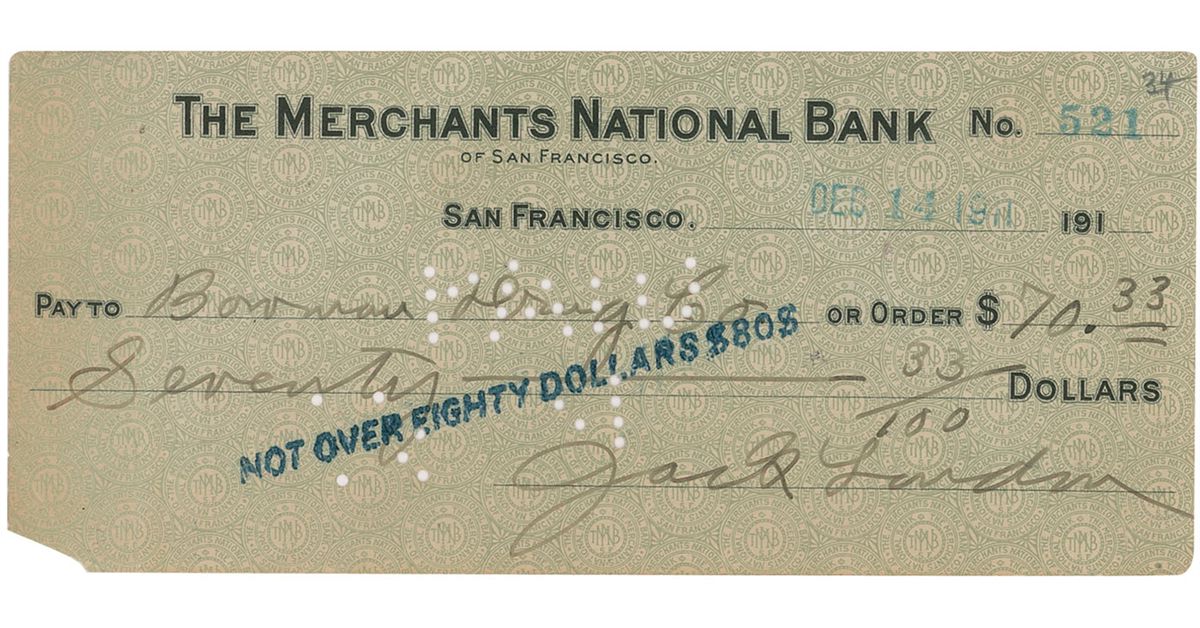 34
THE MERCHANTS NATIONAL BANK No. 521
OF SAN FRANCISCO.
SAN FRANCISCO. DEC 14 1911 191
PAY TO Bowman Drug Co OR ORDER $ 70.33
Seventy 33/100 DOLLARS
NOT OVER EIGHTY DOLLARS $80$
Jack London